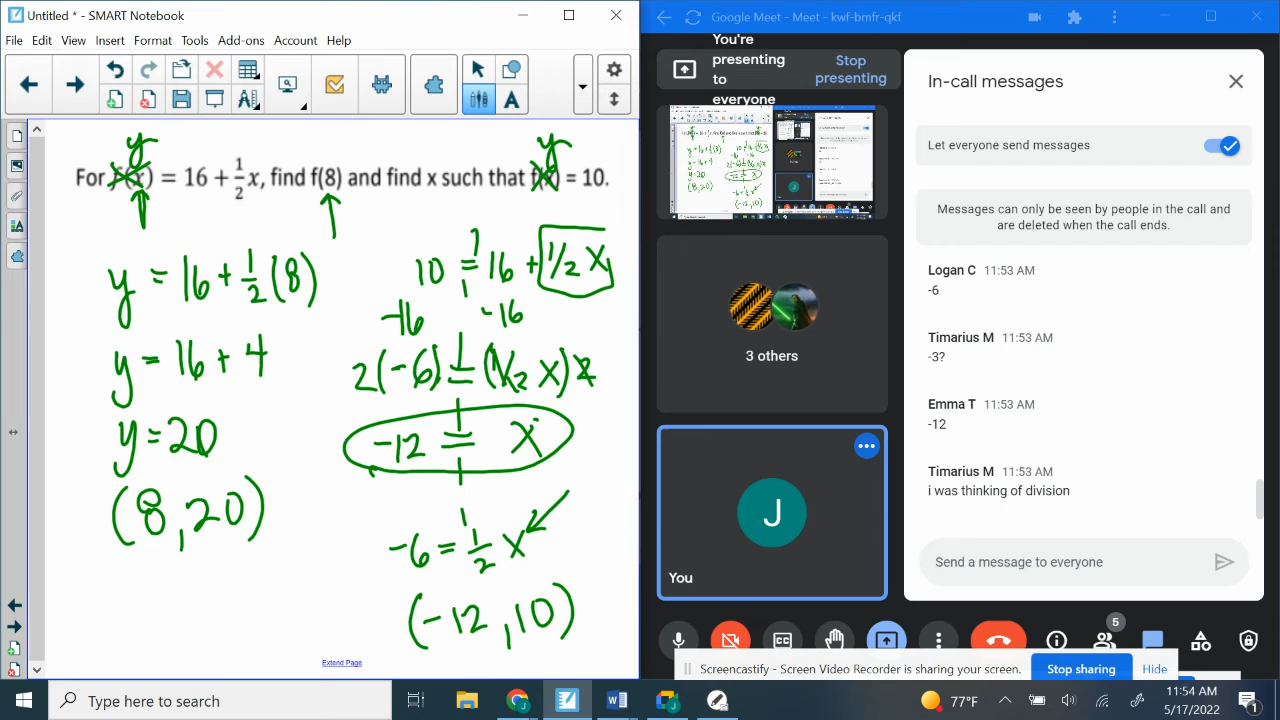 Untitled * - SMART Notebook
File Edit View Insert Format Tools Add-ons Account Help
y y
For f(x) = 16 + 1/2 x, find f(8) and find x such that f(x) = 10.
y = 16 + 1/2 (8)
y = 16 + 4
y = 20
(8, 20)
10 = 16 + 1/2 x
-16 -16
2(-6) = (1/2 x) 2
-12 = x
-6 = 1/2 x
(-12, 10)
Extend Page
Google Meet - Meet - kwf-bmfr-qkf
You're
presenting
to
everyone
Stop
presenting
3 others
J
You
In-call messages
Let everyone send messages
Messages can only be seen by people in the call and
are deleted when the call ends.
Logan C 11:53 AM
-6
Timarius M 11:53 AM
-3?
Emma T 11:53 AM
-12
Timarius M 11:53 AM
i was thinking of division
Send a message to everyone
5
Screencastify - Screen Video Recorder is sharing your screen.
Stop sharing
Hide
Type here to search
77°F
11:54 AM
5/17/2022
1